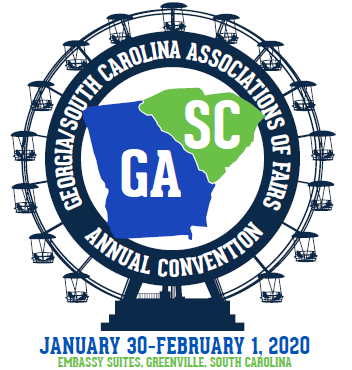 GEORGIA/SOUTH CAROLINA ASSOCIATIONS OF FAIRS
SC
GA
ANNUAL CONVENTION
JANUARY 30-FEBRUARY 1, 2020
EMBASSY SUITES, GREENVILLE, SOUTH CAROLINA